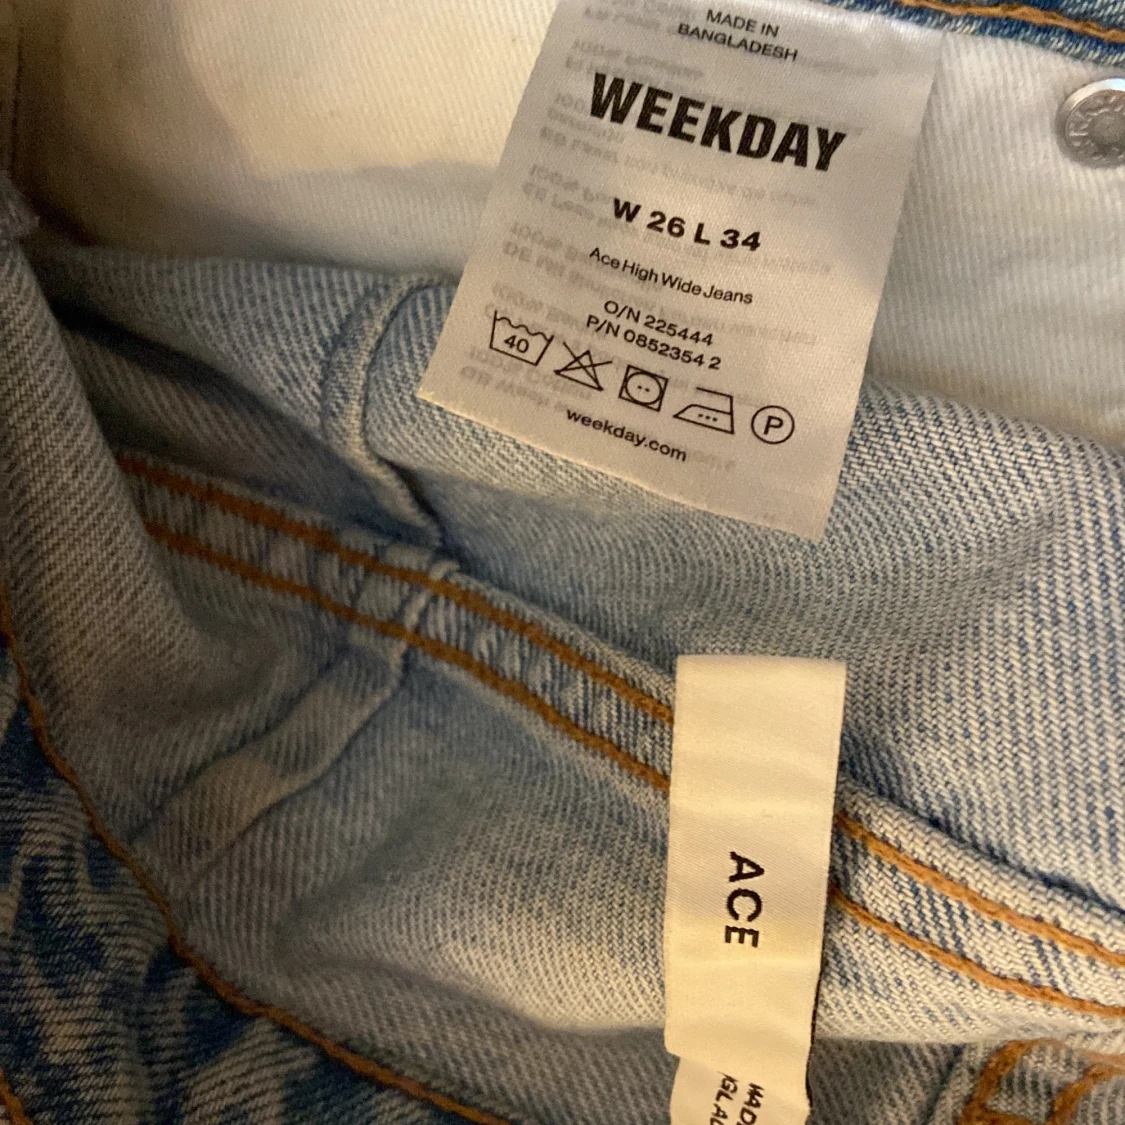 MADE IN
BANGLADESH
WEEKDAY
W 26 L 34
Ace High Wide Jeans
O/N 225444
P/N 0852354 2
40
P
weekday.com
ACE